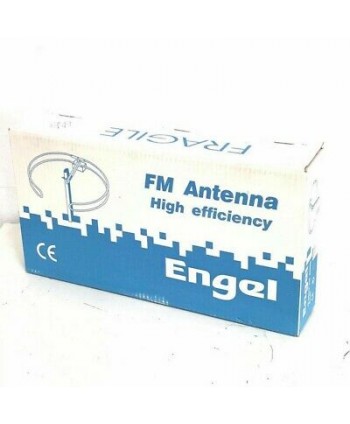 FRAGILE
FM Antenna
High efficiency
CE
Engel